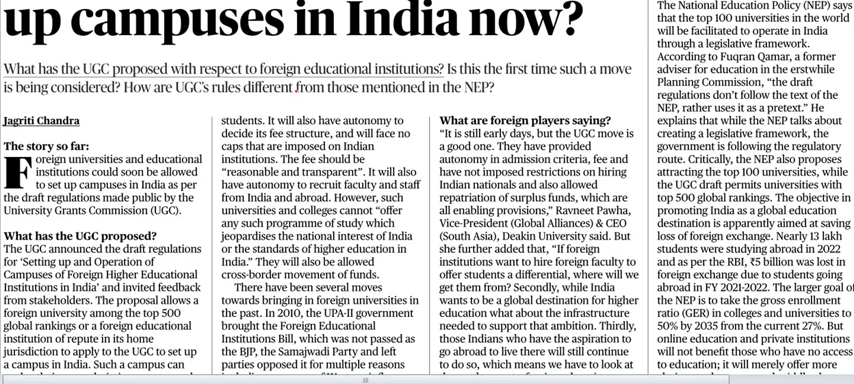 up campuses in India now?
What has the UGC proposed with respect to foreign educational institutions? Is this the first time such a move
is being considered? How are UGC's rules different from those mentioned in the NEP?
Jagriti Chandra
The story so far:
Foreign universities and educational
institutions could soon be allowed
to set up campuses in India as per
the draft regulations made public by the
University Grants Commission (UGC).
What has the UGC proposed?
The UGC announced the draft regulations
for ‘Setting up and Operation of
Campuses of Foreign Higher Educational
Institutions in India’ and invited feedback
from stakeholders. The proposal allows a
foreign university among the top 500
global rankings or a foreign educational
institution of repute in its home
jurisdiction to apply to the UGC to set up
a campus in India. Such a campus can
students. It will also have autonomy to
decide its fee structure, and will face no
caps that are imposed on Indian
institutions. The fee should be
“reasonable and transparent”. It will also
have autonomy to recruit faculty and staff
from India and abroad. However, such
universities and colleges cannot “offer
any such programme of study which
jeopardises the national interest of India
or the standards of higher education in
India.” They will also be allowed
cross-border movement of funds.
There have been several moves
towards bringing in foreign universities in
the past. In 2010, the UPA-II government
brought the Foreign Educational
Institutions Bill, which was not passed as
the BJP, the Samajwadi Party and left
parties opposed it for multiple reasons
What are foreign players saying?
“It is still early days, but the UGC move is
a good one. They have provided
autonomy in admission criteria, fee and
have not imposed restrictions on hiring
Indian nationals and also allowed
repatriation of surplus funds, which are
all enabling provisions,” Ravneet Pawha,
Vice-President (Global Alliances) & CEO
(South Asia), Deakin University said. But
she further added that, “If foreign
institutions want to hire foreign faculty to
offer students a differential, where will we
get them from? Secondly, while India
wants to be a global destination for higher
education what about the infrastructure
needed to support that ambition. Thirdly,
those Indians who have the aspiration to
go abroad to live there will still continue
to do so, which means we have to look at
The National Education Policy (NEP) says
that the top 100 universities in the world
will be facilitated to operate in India
through a legislative framework.
According to Fuqran Qamar, a former
adviser for education in the erstwhile
Planning Commission, “the draft
regulations don't follow the text of the
NEP, rather uses it as a pretext.” He
explains that while the NEP talks about
creating a legislative framework, the
government is following the regulatory
route. Critically, the NEP also proposes
attracting the top 100 universities, while
the UGC draft permits universities with
top 500 global rankings. The objective in
promoting India as a global education
destination is apparently aimed at saving
loss of foreign exchange. Nearly 13 lakh
students were studying abroad in 2022
and as per the RBI, ₹5 billion was lost in
foreign exchange due to students going
abroad in FY 2021-2022. The larger goal of
the NEP is to take the gross enrollment
ratio (GER) in colleges and universities to
50% by 2035 from the current 27%. But
online education and private institutions
will not benefit those who have no access
to education; it will merely offer more